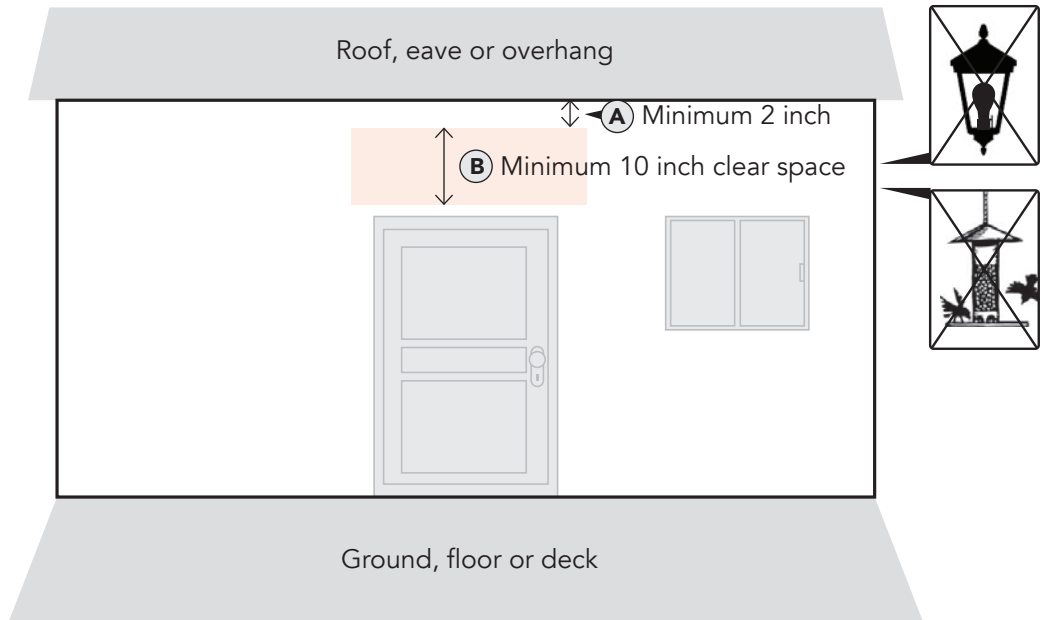 Roof, eave or overhang
A Minimum 2 inch
B Minimum 10 inch clear space
Ground, floor or deck